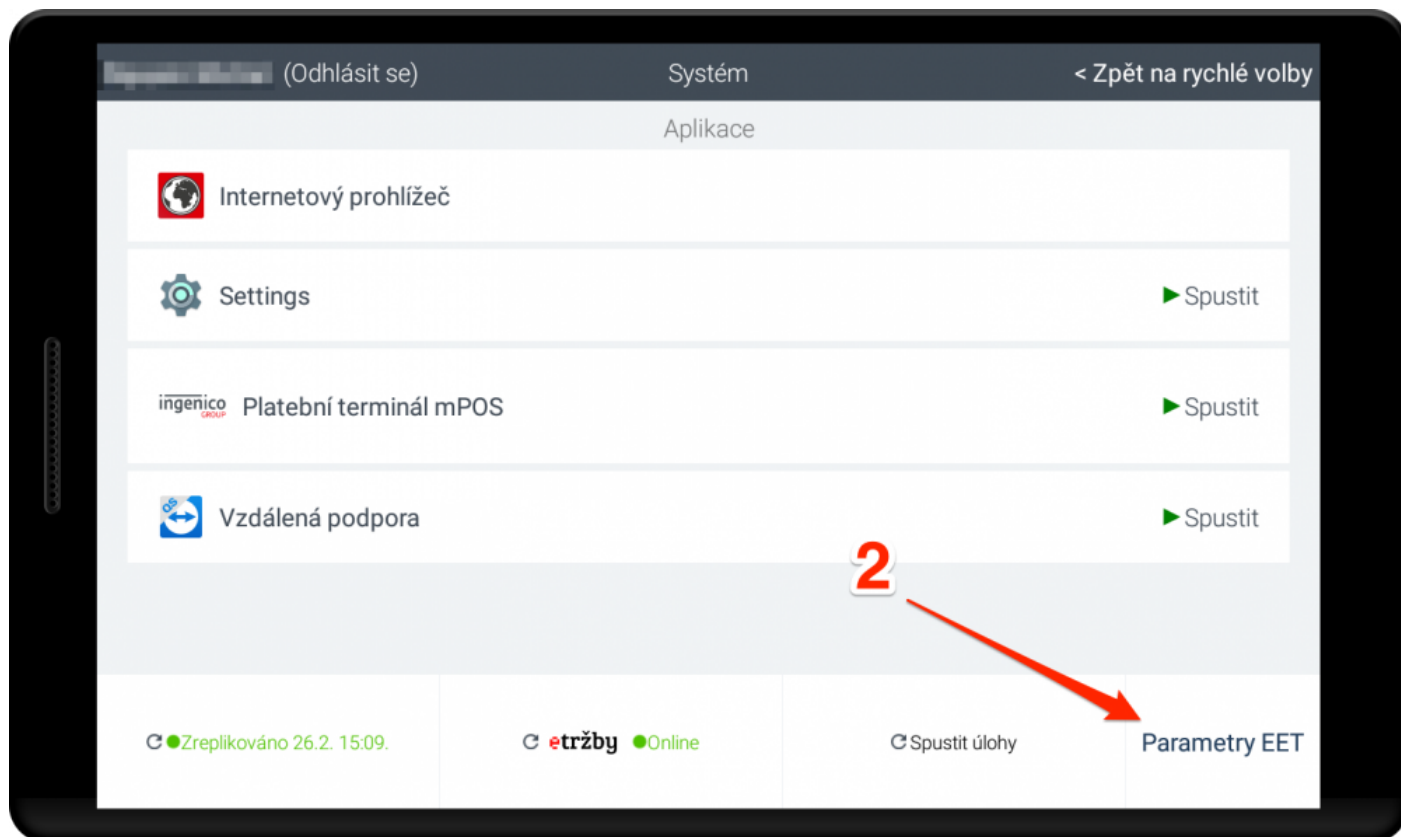 (Odhlásit se) Systém < Zpět na rychlé volby
Aplikace
Internetový prohlížeč
Settings Spustit
ingenico GROUP Platební terminál mPOS Spustit
QS Vzdálená podpora Spustit
2
Zreplikováno 26.2. 15:09. etržby Online Spustit úlohy Parametry EET